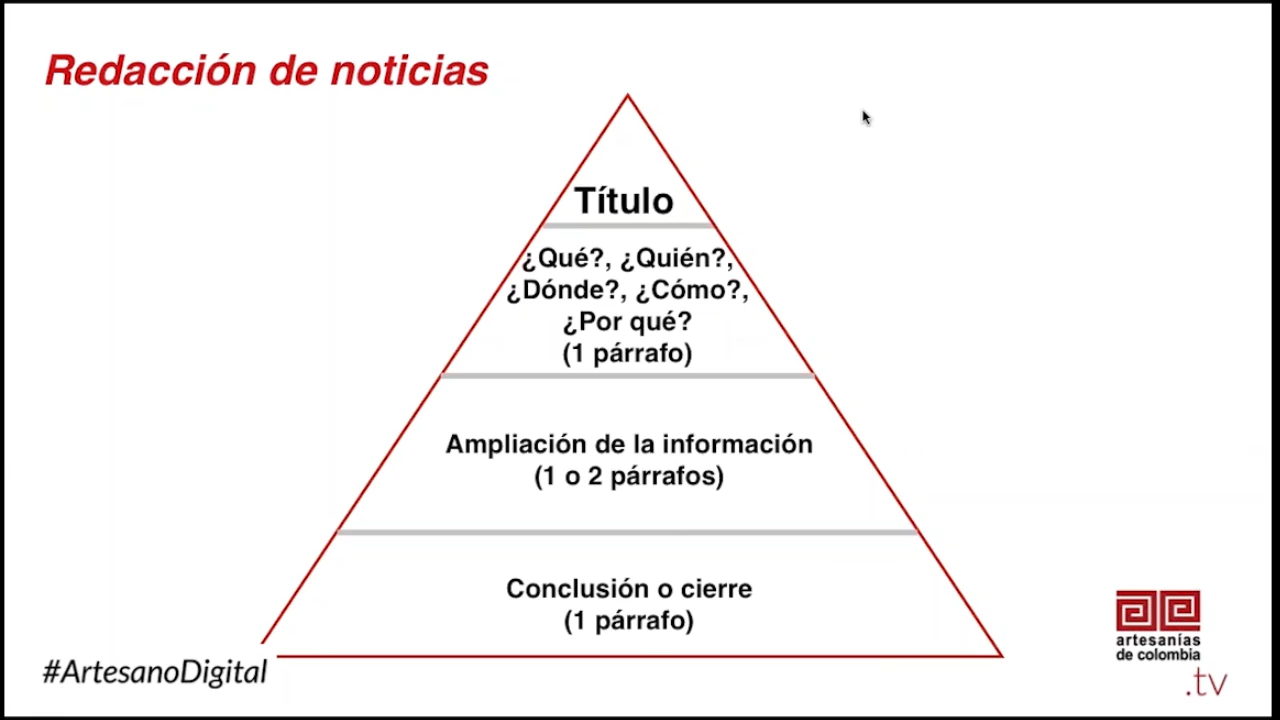 Redacción de noticias
Título
¿Qué?, ¿Quién?,
¿Dónde?, ¿Cómo?,
¿Por qué?
(1 párrafo)
Ampliación de la información
(1 o 2 párrafos)
Conclusión o cierre
(1 párrafo)
#ArtesanoDigital
artesanías
de colombia
.tv